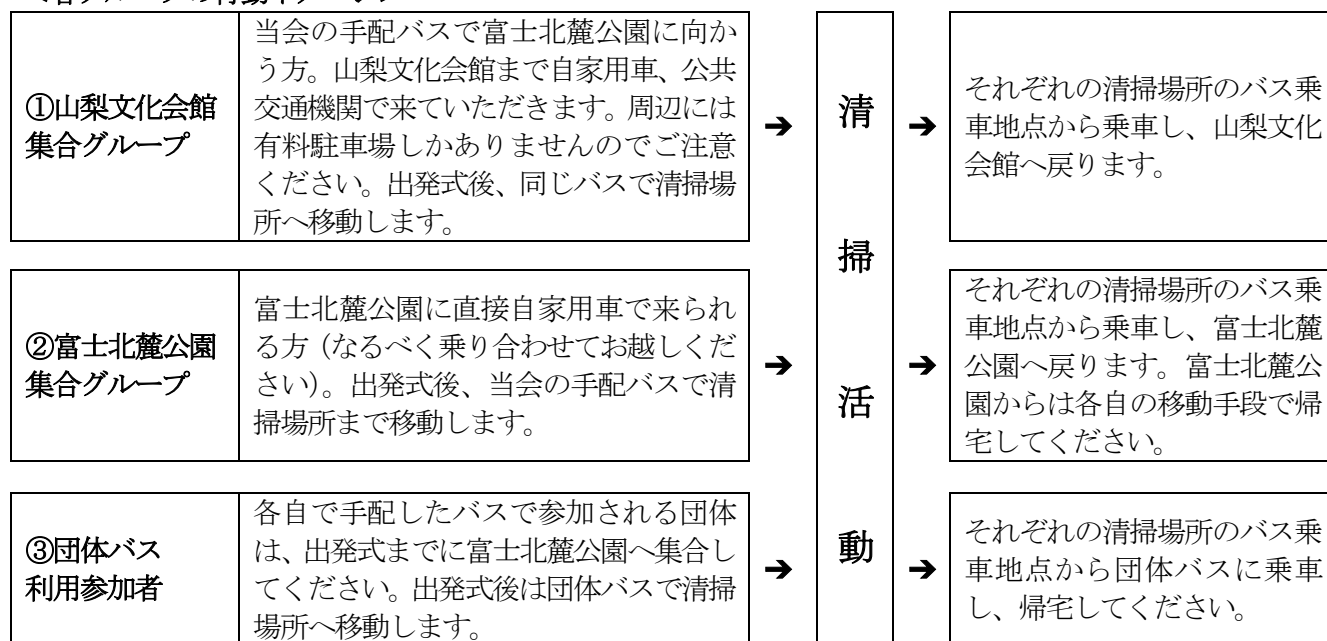 ①山梨文化会館
集合グループ
当会の手配バスで富士北麓公園に向か
う方。山梨文化会館まで自家用車、公共
交通機関で来ていただきます。周辺には
有料駐車場しかありませんのでご注意
ください。出発式後、同じバスで清掃場
所へ移動します。
➔
清
掃
活
動
➔
それぞれの清掃場所のバス乗
車地点から乗車し、山梨文化
会館へ戻ります。
②富士北麓公園
集合グループ
富士北麓公園に直接自家用車で来られ
る方（なるべく乗り合わせてお越しくだ
さい）。出発式後、当会の手配バスで清
掃場所まで移動します。
➔
➔
それぞれの清掃場所のバス乗
車地点から乗車し、富士北麓
公園へ戻ります。富士北麓公
園からは各自の移動手段で帰
宅してください。
③団体バス
利用参加者
各自で手配したバスで参加される団体
は、出発式までに富士北麓公園へ集合し
てください。出発式後は団体バスで清掃
場所へ移動します。
➔
➔
それぞれの清掃場所のバス乗
車地点から団体バスに乗車
し、帰宅してください。